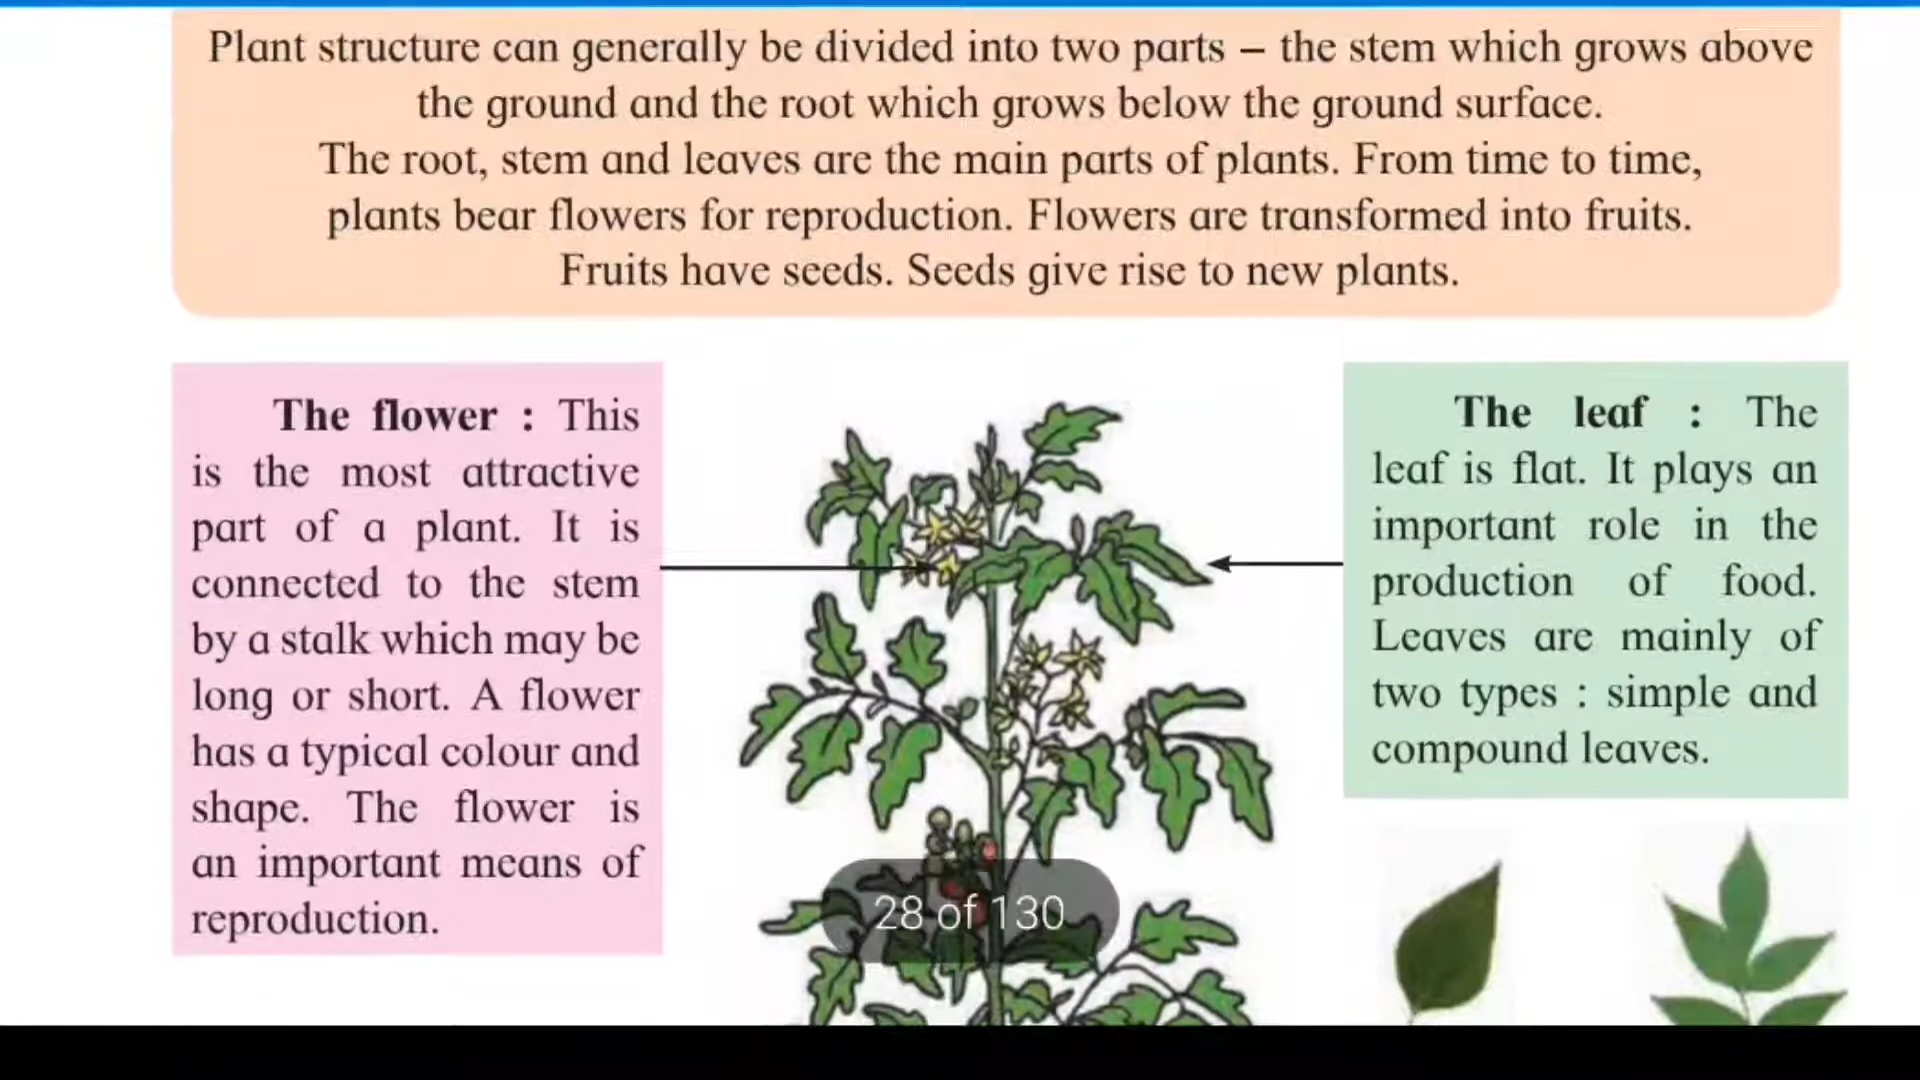 Plant structure can generally be divided into two parts – the stem which grows above
the ground and the root which grows below the ground surface.
The root, stem and leaves are the main parts of plants. From time to time,
plants bear flowers for reproduction. Flowers are transformed into fruits.
Fruits have seeds. Seeds give rise to new plants.
The flower : This
is the most attractive
part of a plant. It is
connected to the stem
by a stalk which may be
long or short. A flower
has a typical colour and
shape. The flower is
an important means of
reproduction.
The leaf : The
leaf is flat. It plays an
important role in the
production of food.
Leaves are mainly of
two types : simple and
compound leaves.
28 of 130